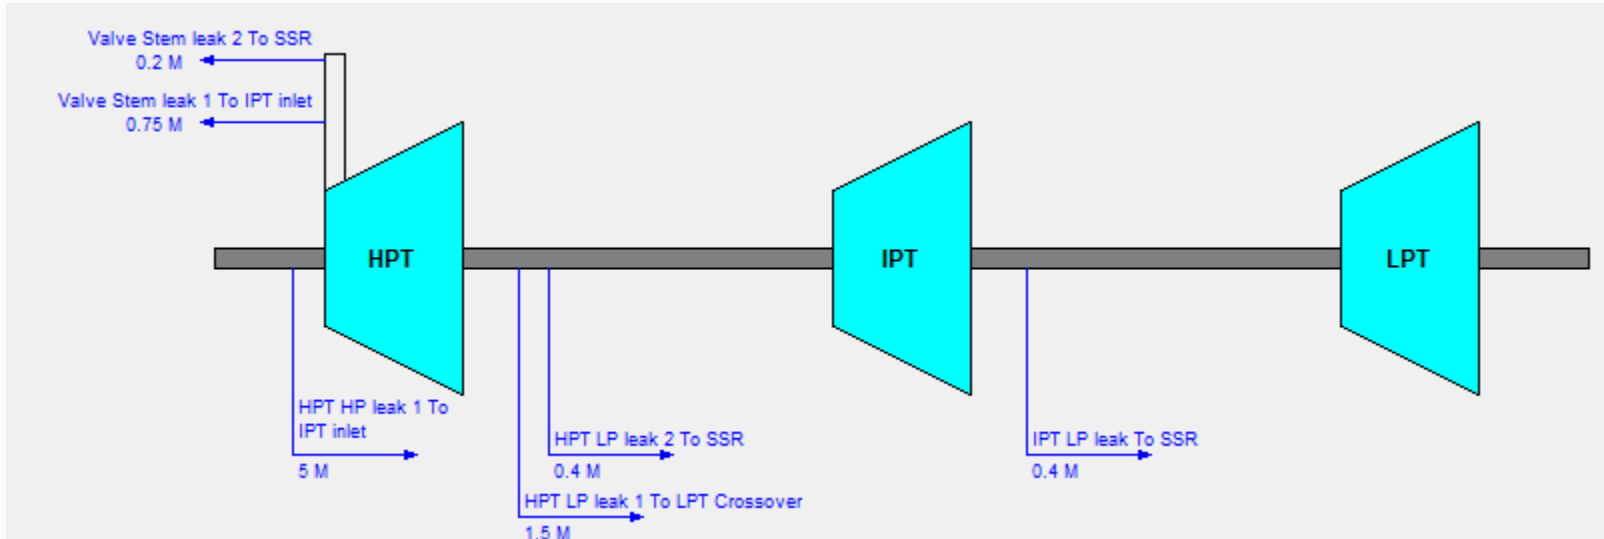 Valve Stem leak 2 To SSR
0.2 M
Valve Stem leak 1 To IPT inlet
0.75 M
HPT
IPT
LPT
HPT HP leak 1 To
IPT inlet
5 M
HPT LP leak 2 To SSR
0.4 M
HPT LP leak 1 To LPT Crossover
1.5 M
IPT LP leak To SSR
0.4 M